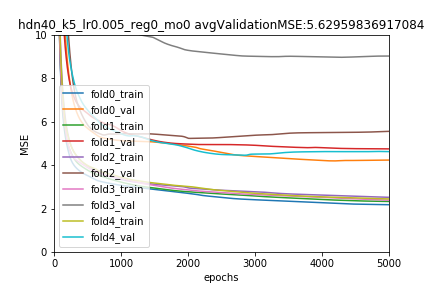 hdn40_k5_lr0.005_reg0_mo0 avgValidationMSE:5.62959836917084
10
8
6
4
2
0
MSE
fold0_train
fold0_val
fold1_train
fold1_val
fold2_train
fold2_val
fold3_train
fold3_val
fold4_train
fold4_val
0 1000 2000 3000 4000 5000
epochs